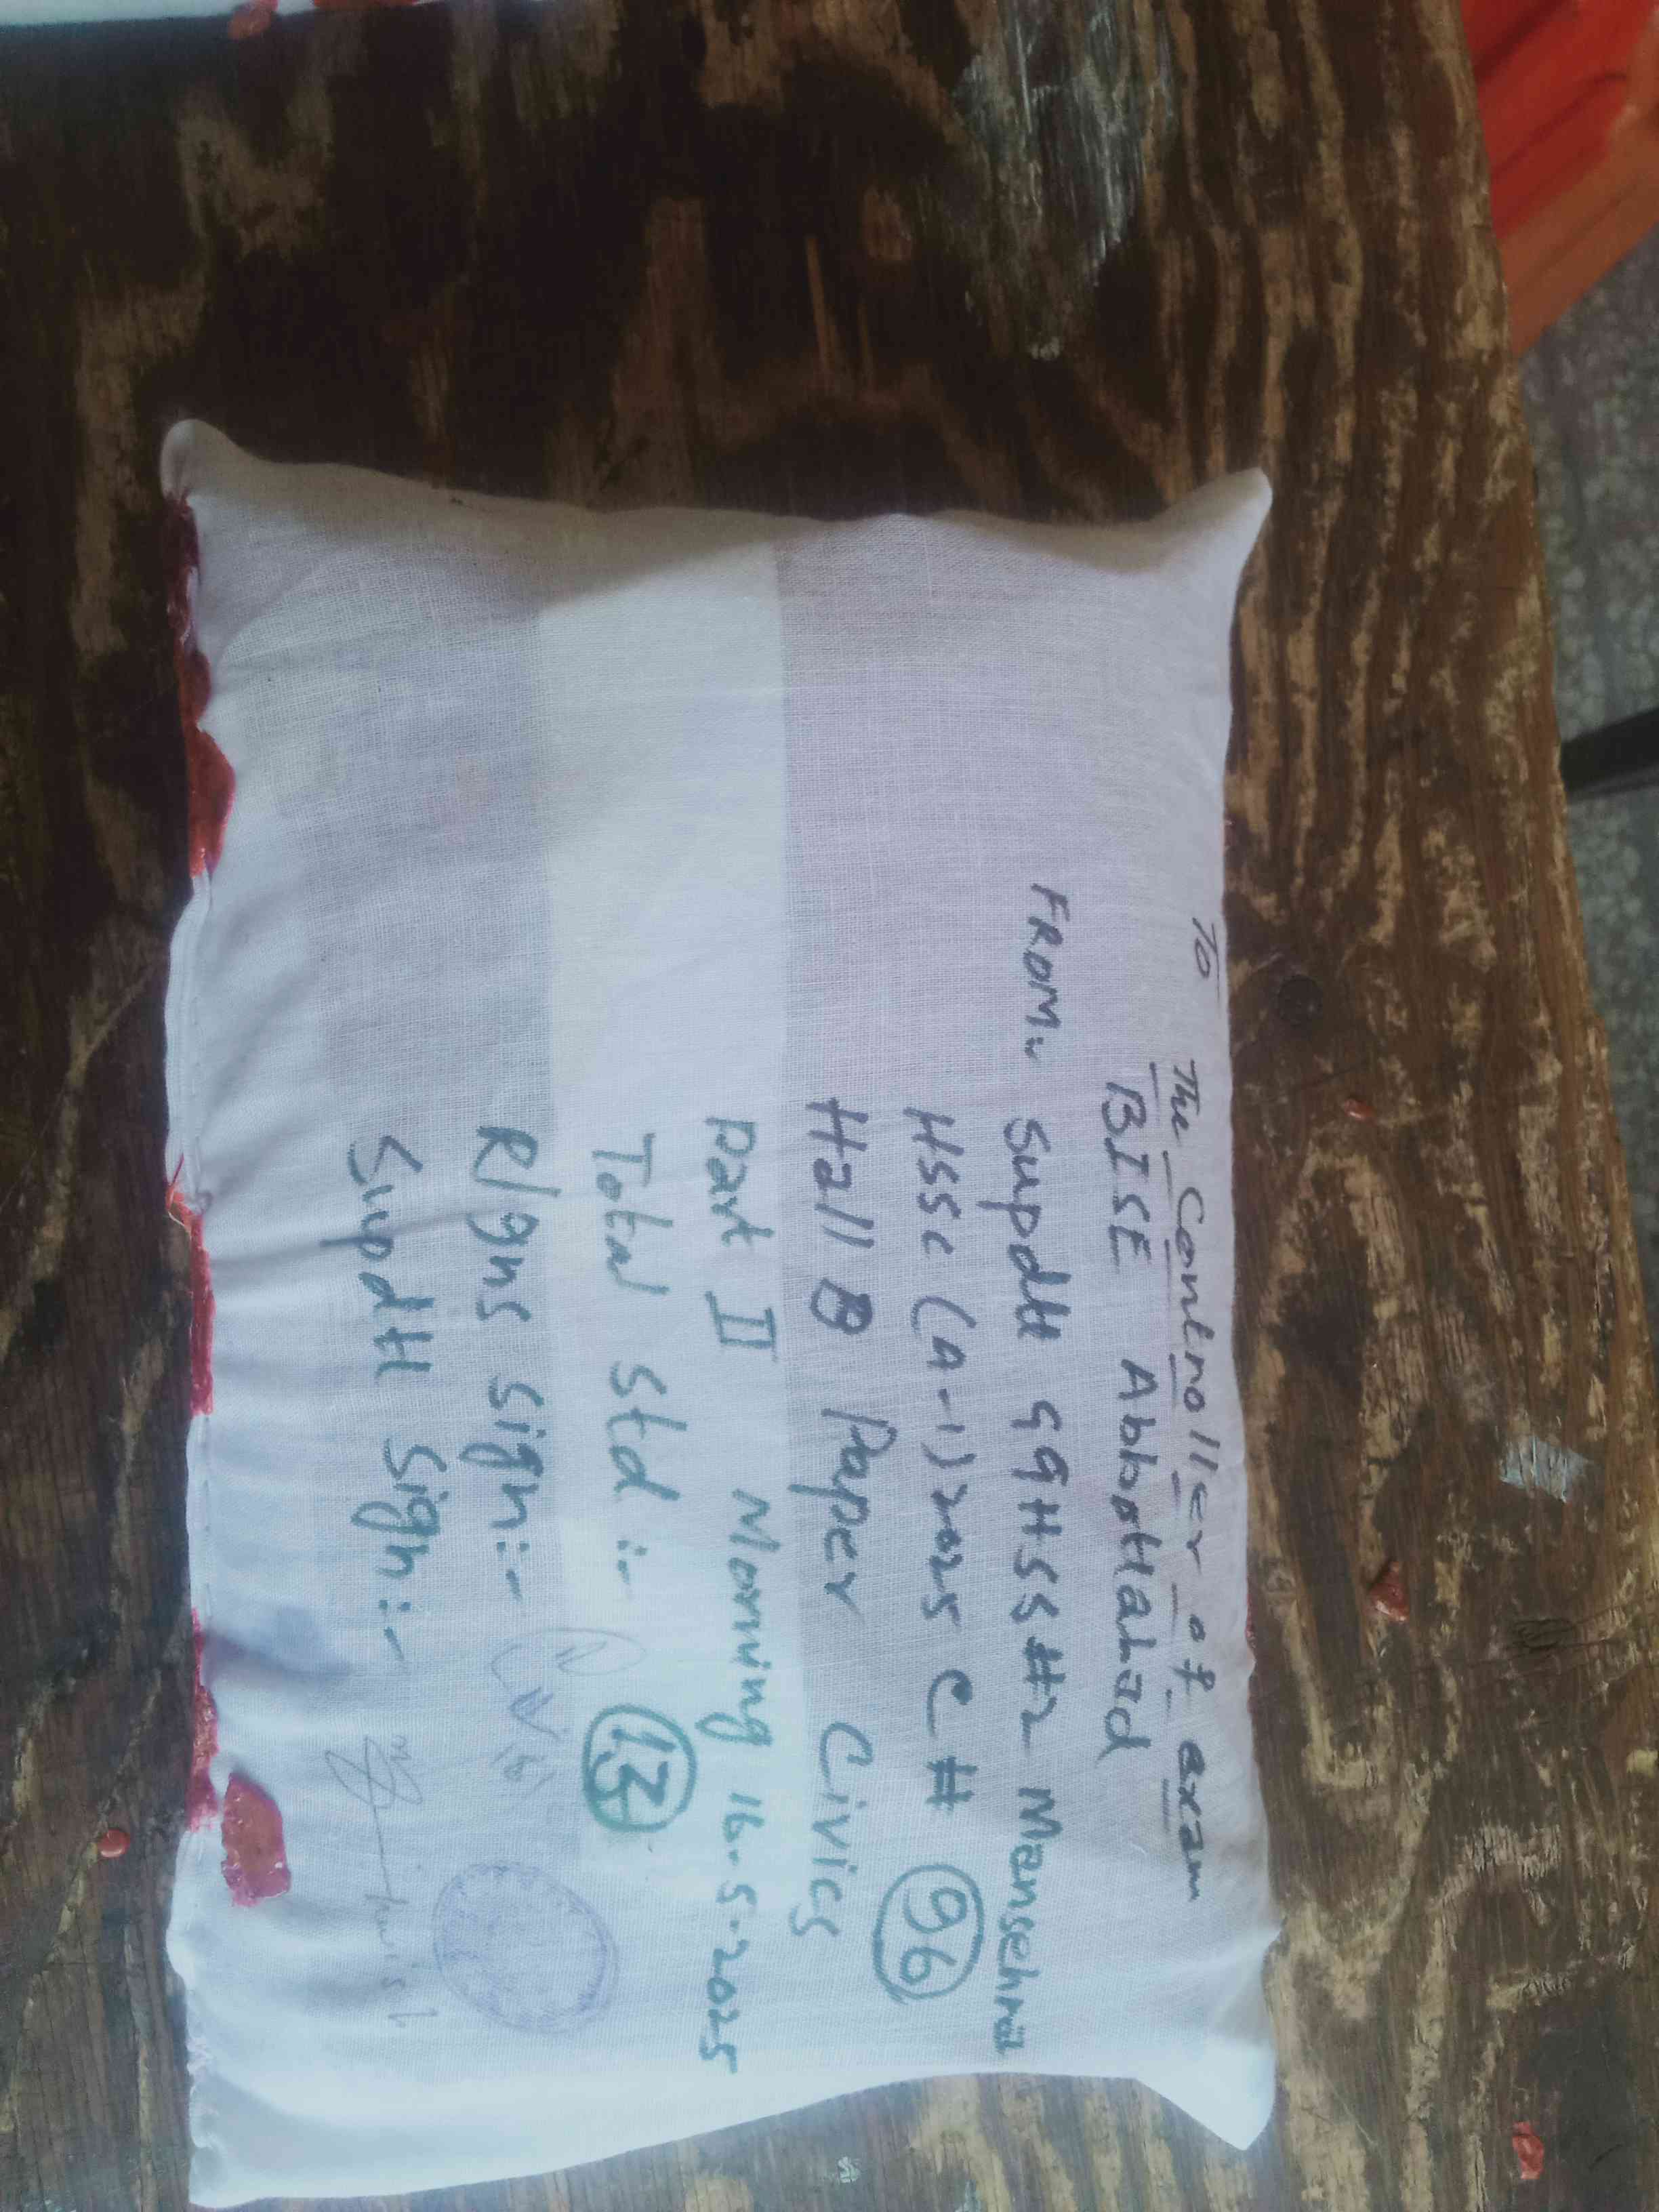 To
The Controller of exam
BISE Abbottabad
FROM:- Supdtt GGHSS #2 Mansehra
HSSC (A-1) 2025 C # 96
Hall B Paper Civics
Part II Morning 16-5-2025
Total Std :- 13
R/Gns Sign:-
Supdtt Sign:-